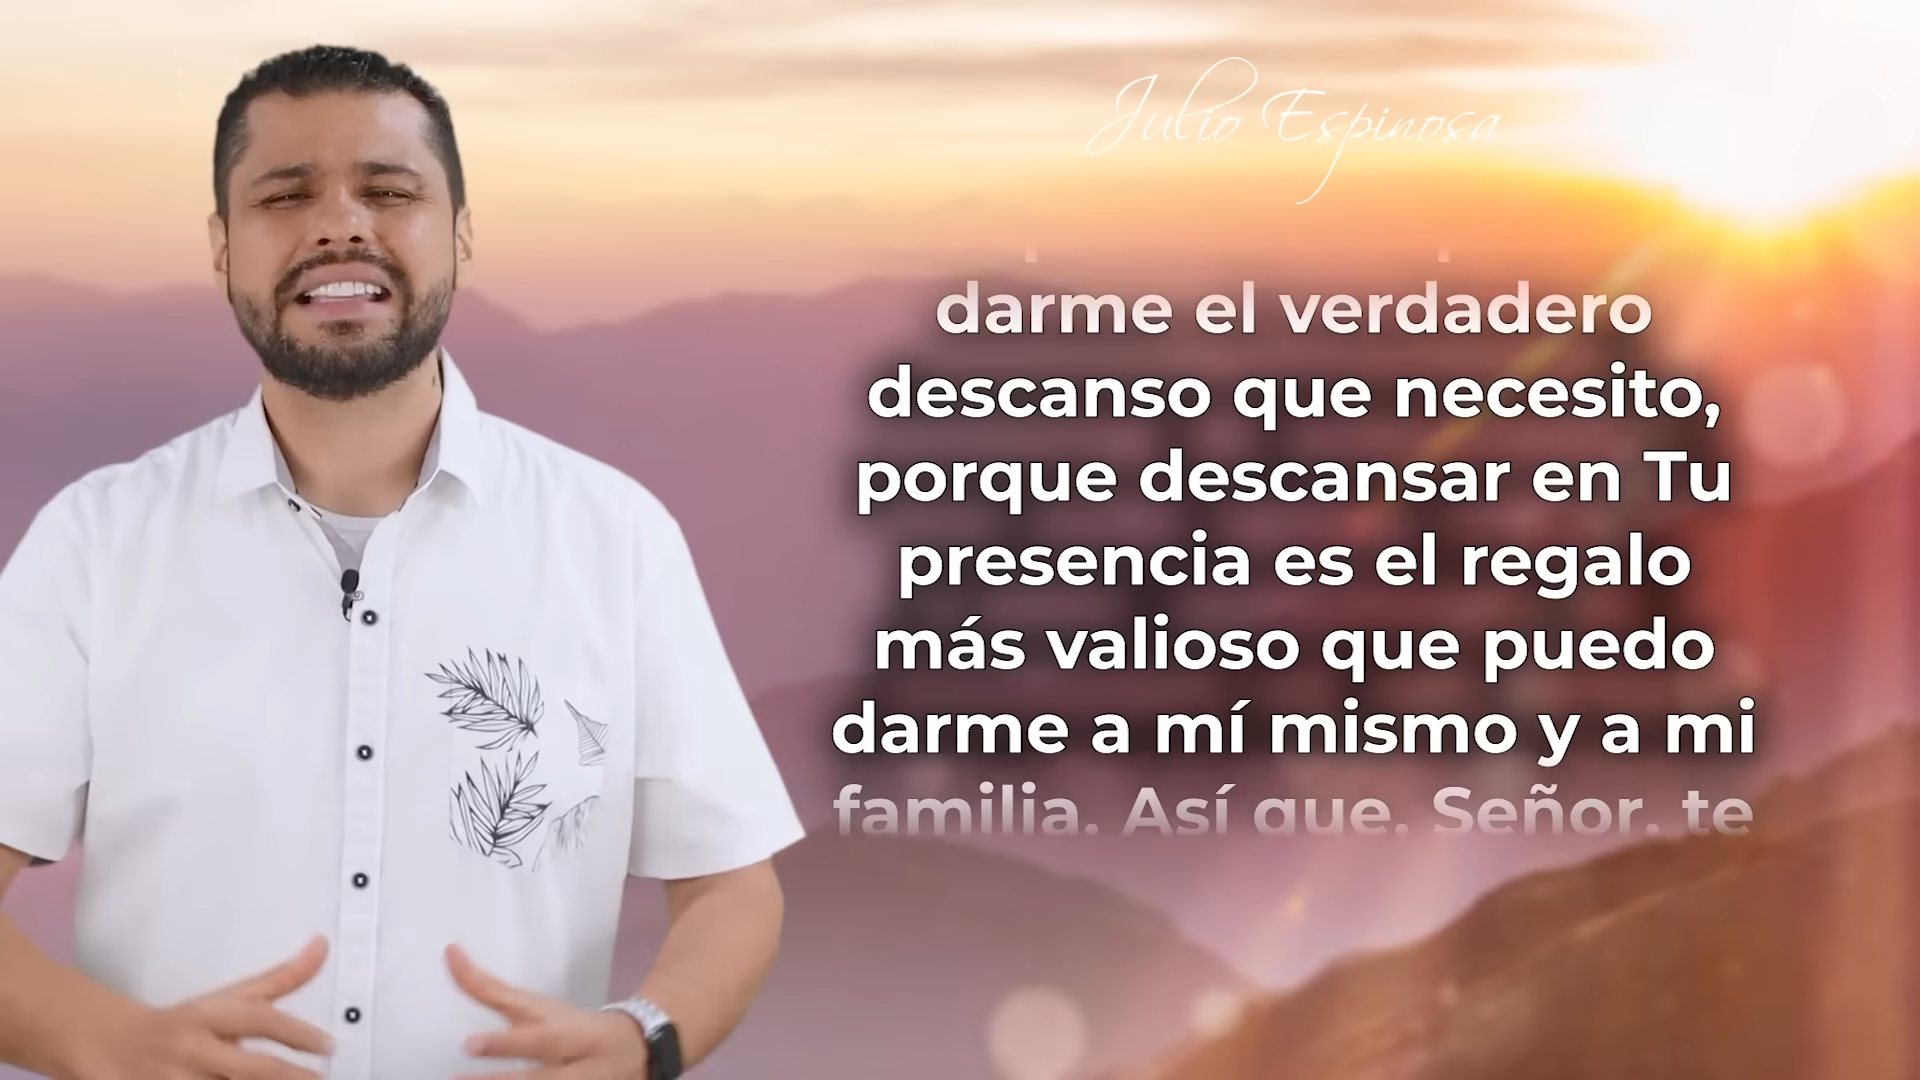 Julio Espinosa
darme el verdadero
descanso que necesito,
porque descansar en Tu
presencia es el regalo
más valioso que puedo
darme a mí mismo y a mi
familia. Así que, Señor, te